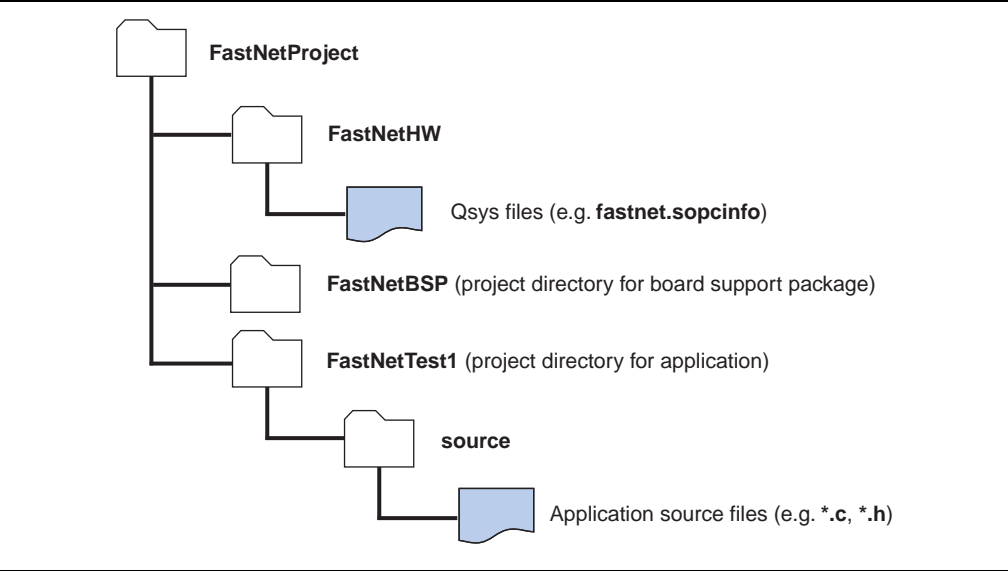 FastNetProject
FastNetHW
Qsys files (e.g. fastnet.sopcinfo)
FastNetBSP (project directory for board support package)
FastNetTest1 (project directory for application)
source
Application source files (e.g. *.c, *.h)